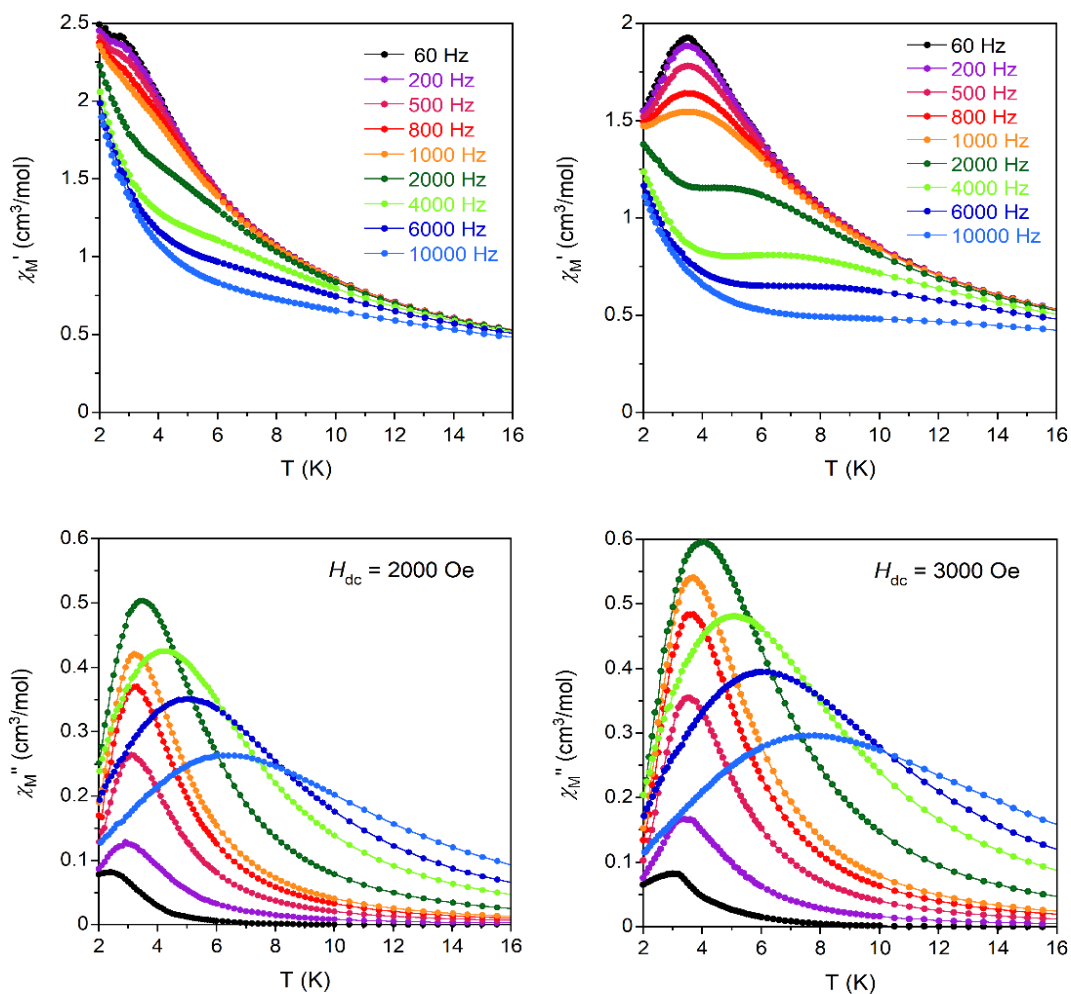 2.5
2
1.5
1
0.5
0
χM' (cm³/mol)
60 Hz
200 Hz
500 Hz
800 Hz
1000 Hz
2000 Hz
4000 Hz
6000 Hz
10000 Hz
2 4 6 8 10 12 14 16
T (K)
2
1.5
1
0.5
0
χM' (cm³/mol)
60 Hz
200 Hz
500 Hz
800 Hz
1000 Hz
2000 Hz
4000 Hz
6000 Hz
10000 Hz
2 4 6 8 10 12 14 16
T (K)
0.6
0.5
0.4
0.3
0.2
0.1
0
χM" (cm³/mol)
Hdc = 2000 Oe
2 4 6 8 10 12 14 16
T (K)
0.6
0.5
0.4
0.3
0.2
0.1
0
χM" (cm³/mol)
Hdc = 3000 Oe
2 4 6 8 10 12 14 16
T (K)